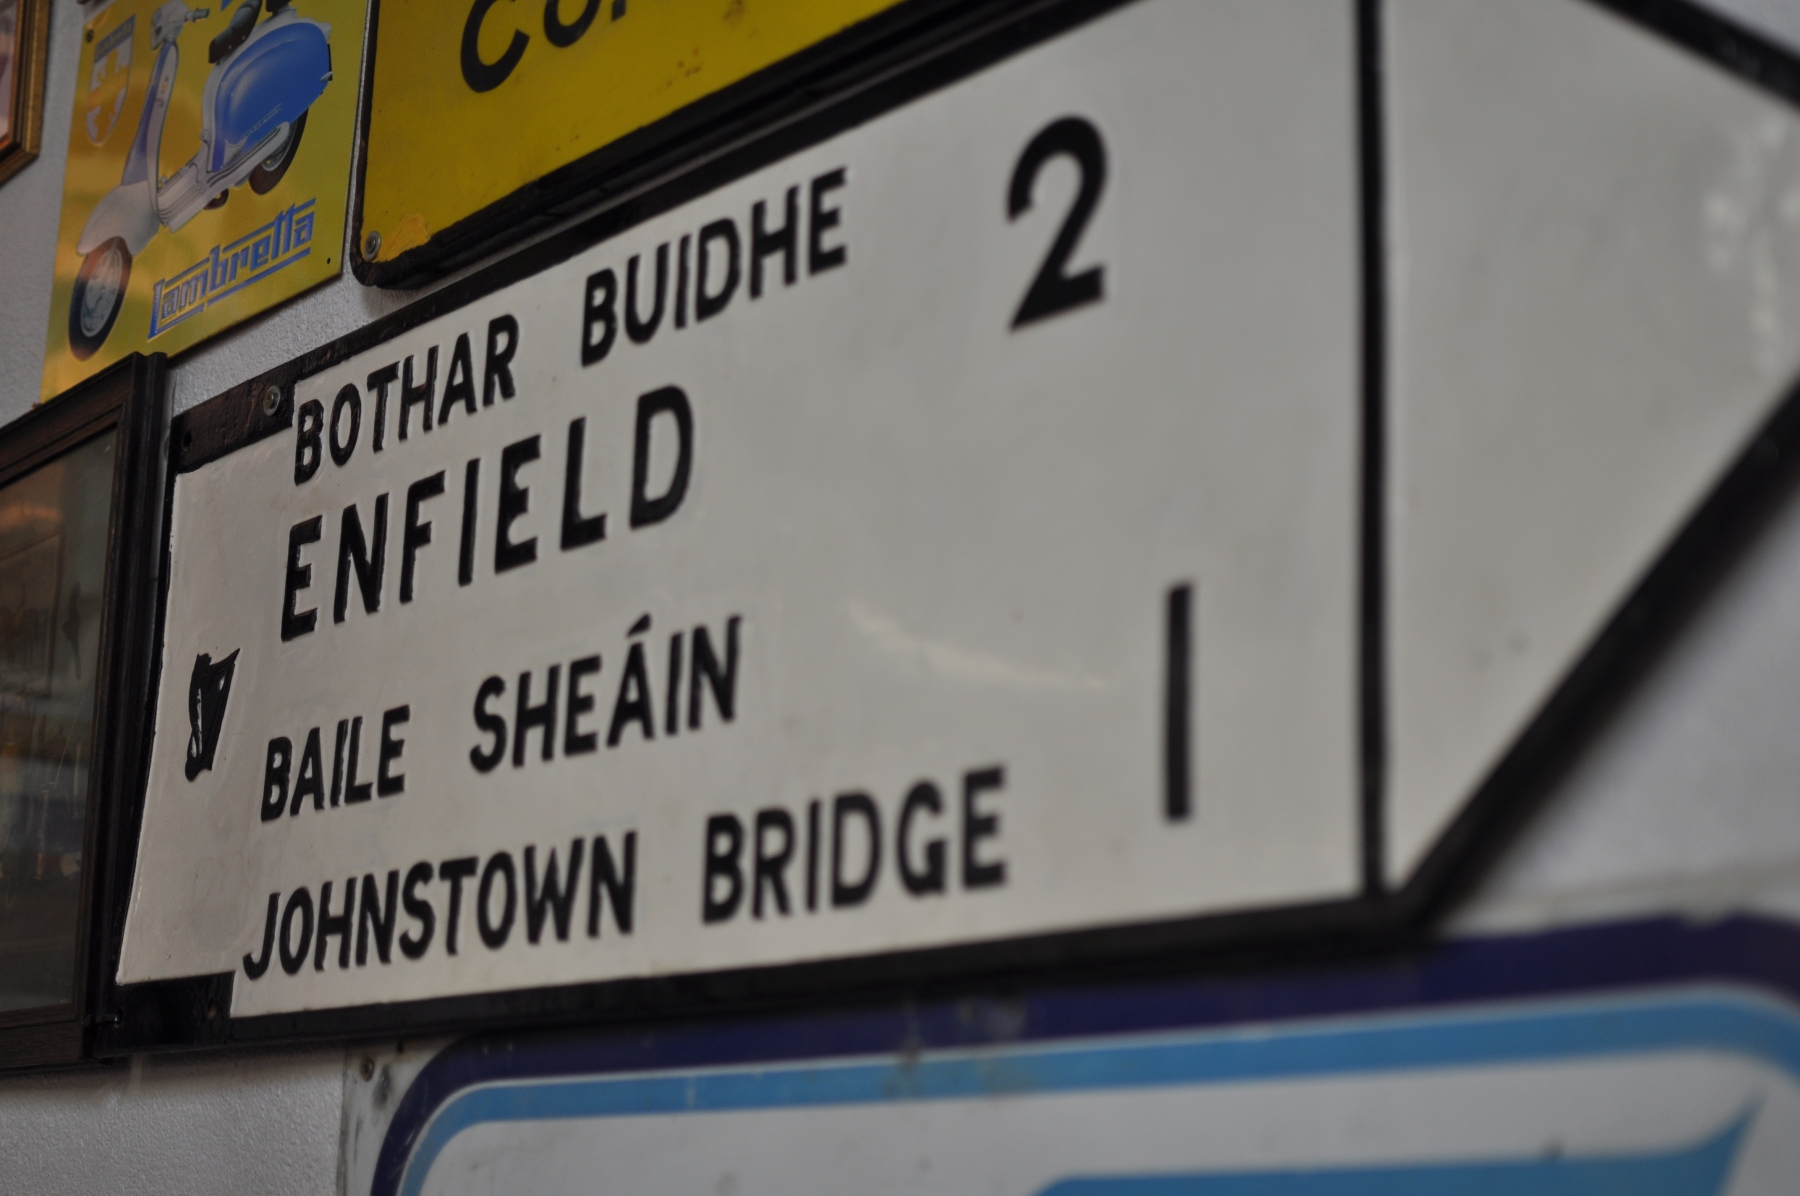 Lambretta
BOTHAR BUIDHE 2
ENFIELD
BAILE SHEÁIN 1
JOHNSTOWN BRIDGE